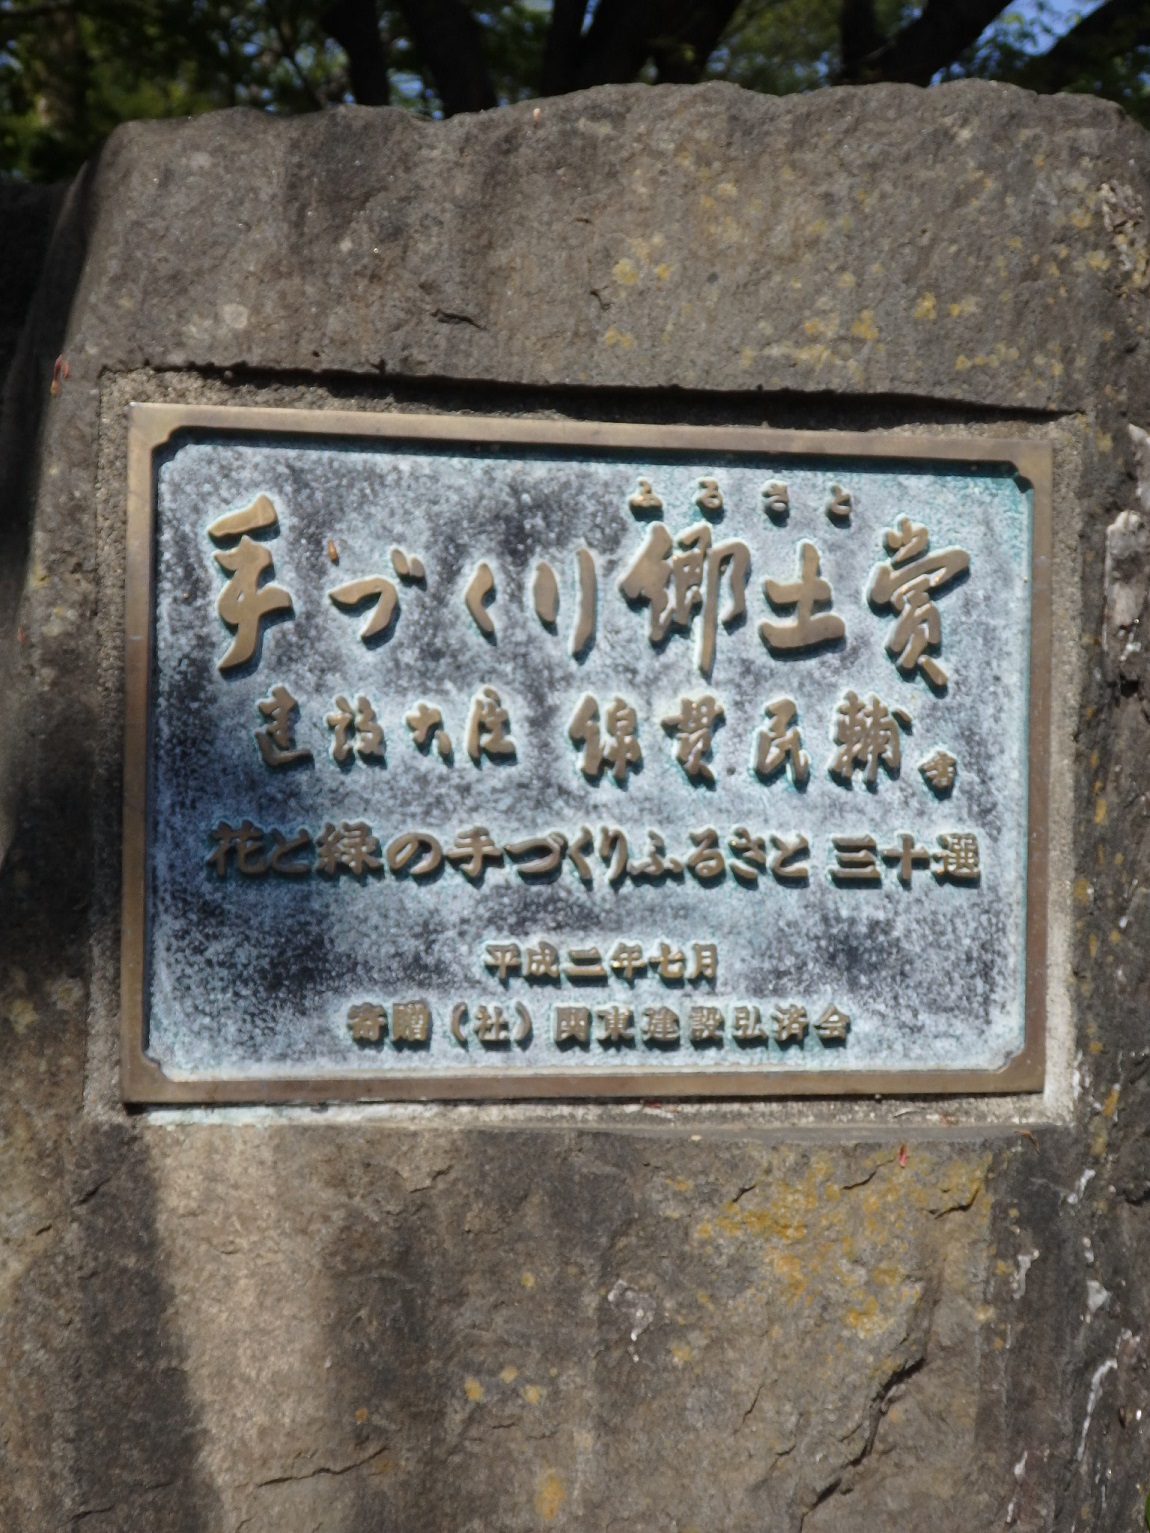 ふるさと
手づくり郷土賞
建設大臣 綿貫民輔 書
花と緑の手づくりふるさと 三十選
平成二年七月
寄贈(社)関東建設弘済会